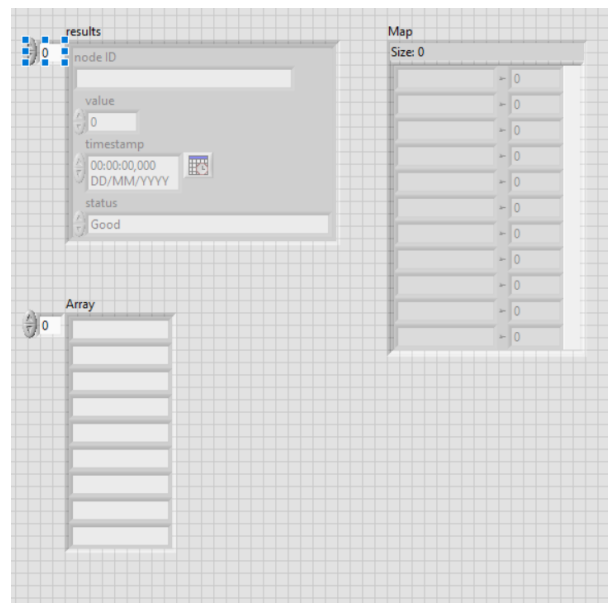 results
0
node ID
value
0
timestamp
00:00:00,000
DD/MM/YYYY
status
Good
Map
Size: 0
0
0
0
0
0
0
0
0
0
0
0
Array
0